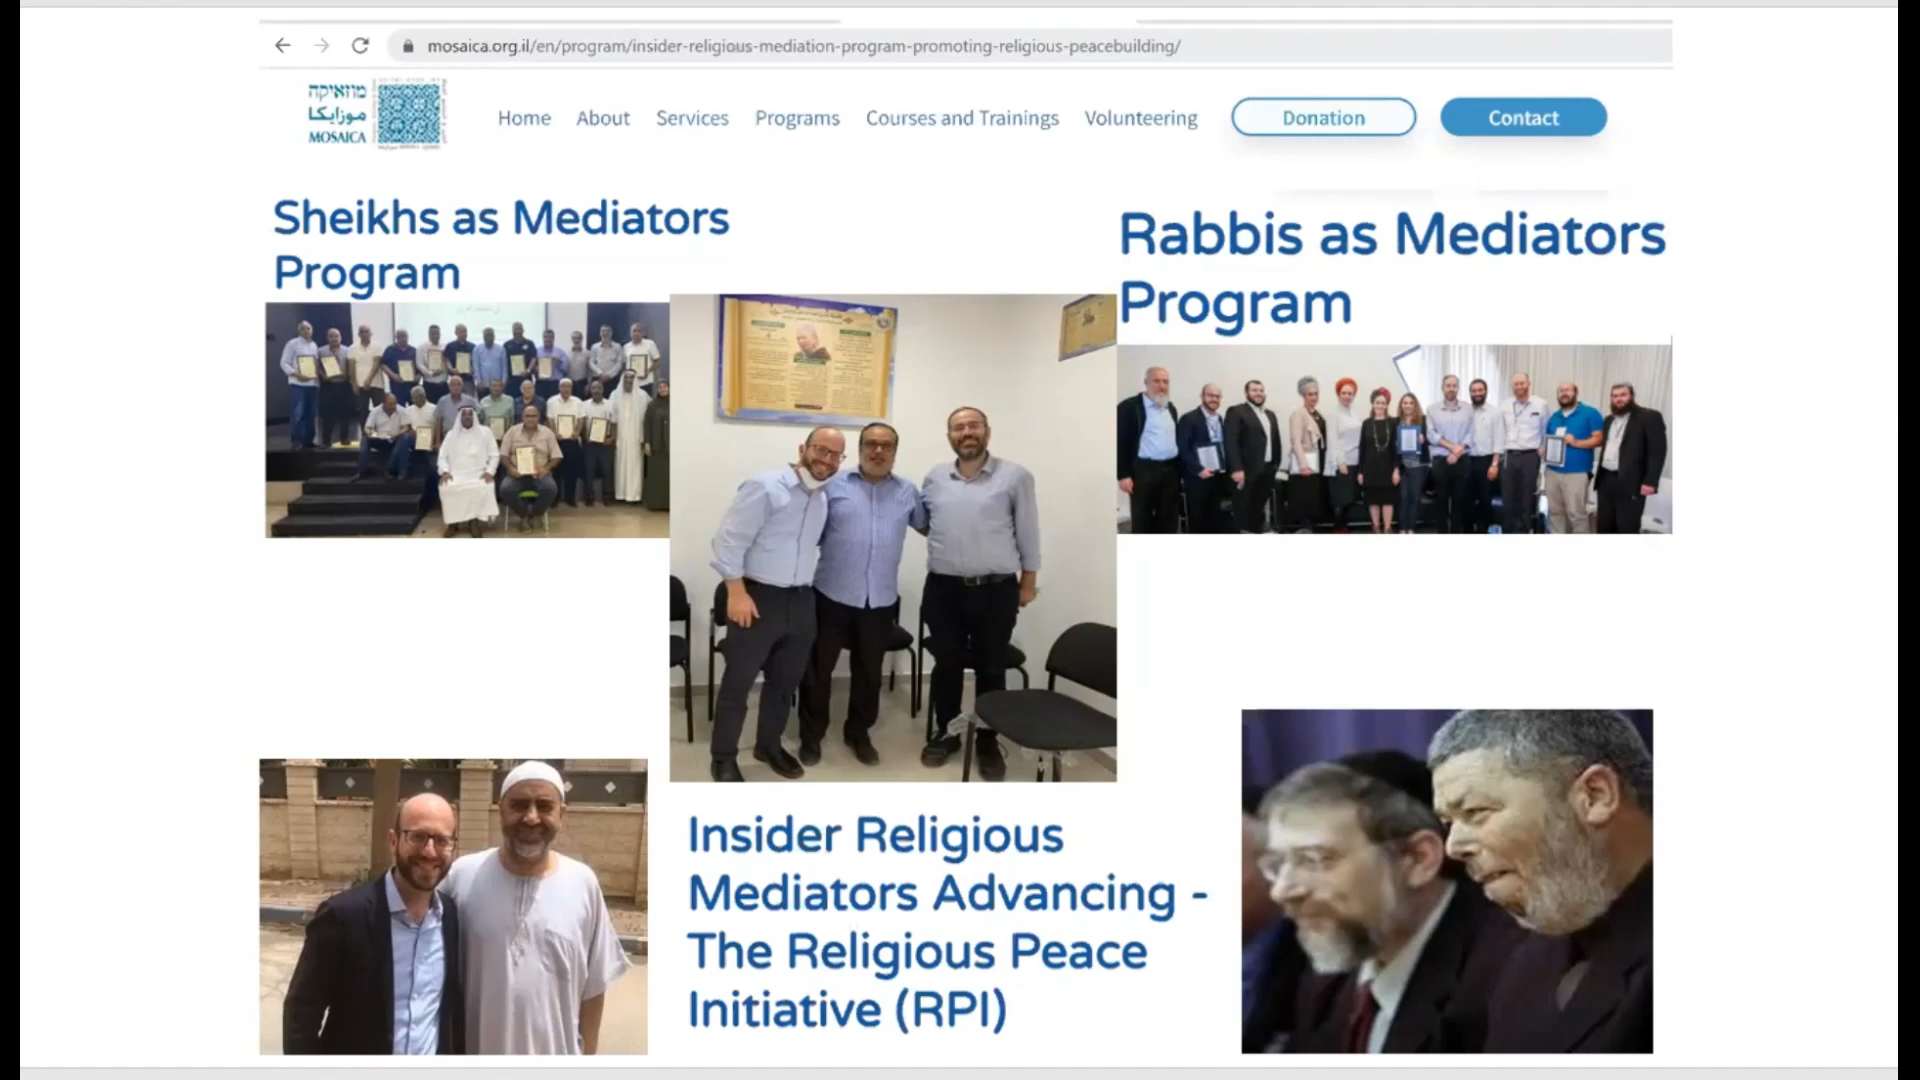 mosaica.org.il/en/program/insider-religious-mediation-program-promoting-religious-peacebuilding/
מוזאיקה
موزايكا
MOSAICA
Home About Services Programs Courses and Trainings Volunteering Donation Contact
Sheikhs as Mediators
Program
Rabbis as Mediators
Program
Insider Religious
Mediators Advancing -
The Religious Peace
Initiative (RPI)